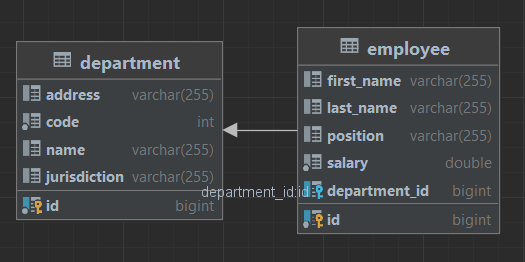 department
address varchar(255)
code int
name varchar(255)
jurisdiction varchar(255)
id bigint
department_id:id
employee
first_name varchar(255)
last_name varchar(255)
position varchar(255)
salary double
department_id bigint
id bigint